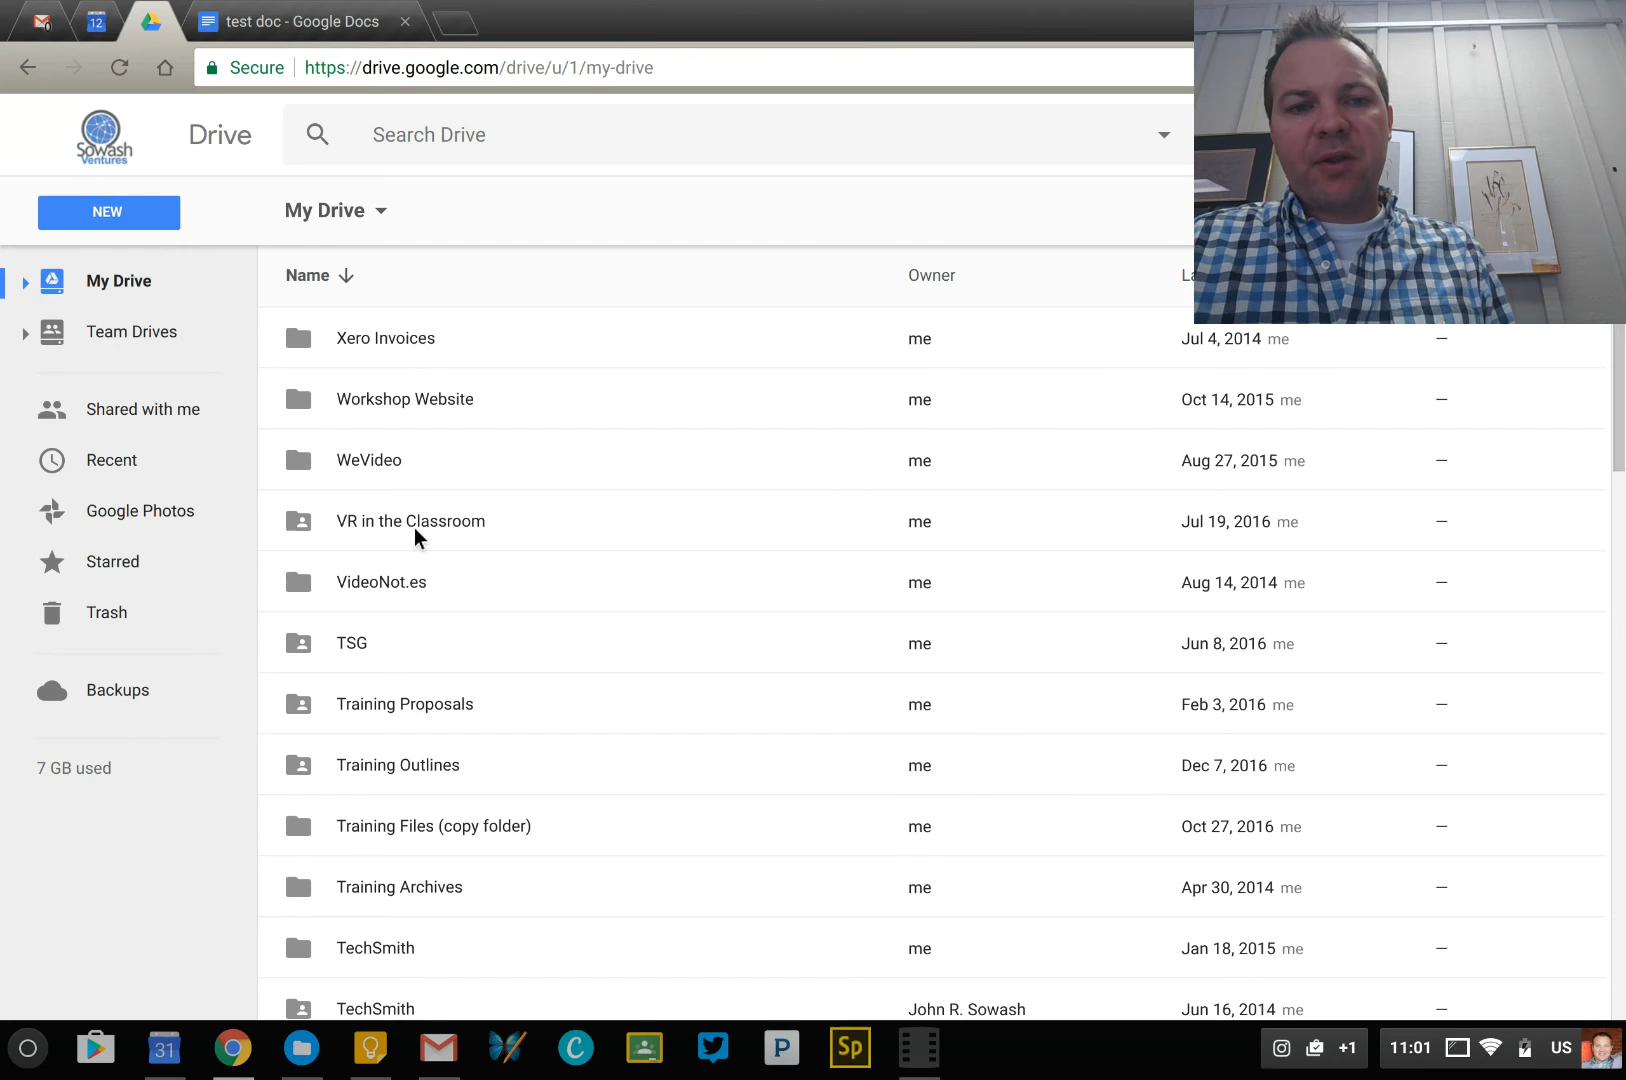 test doc - Google Docs
Secure https://drive.google.com/drive/u/1/my-drive
Sowash Ventures
Drive
Search Drive
NEW
My Drive
My Drive
Team Drives
Shared with me
Recent
Google Photos
Starred
Trash
Backups
7 GB used
Name Owner La
Xero Invoices me Jul 4, 2014 me —
Workshop Website me Oct 14, 2015 me —
WeVideo me Aug 27, 2015 me —
VR in the Classroom me Jul 19, 2016 me —
VideoNot.es me Aug 14, 2014 me —
TSG me Jun 8, 2016 me —
Training Proposals me Feb 3, 2016 me —
Training Outlines me Dec 7, 2016 me —
Training Files (copy folder) me Oct 27, 2016 me —
Training Archives me Apr 30, 2014 me —
TechSmith me Jan 18, 2015 me —
TechSmith John R. Sowash Jun 16, 2014 me —
12
31
C
P
Sp
+1
11:01
US